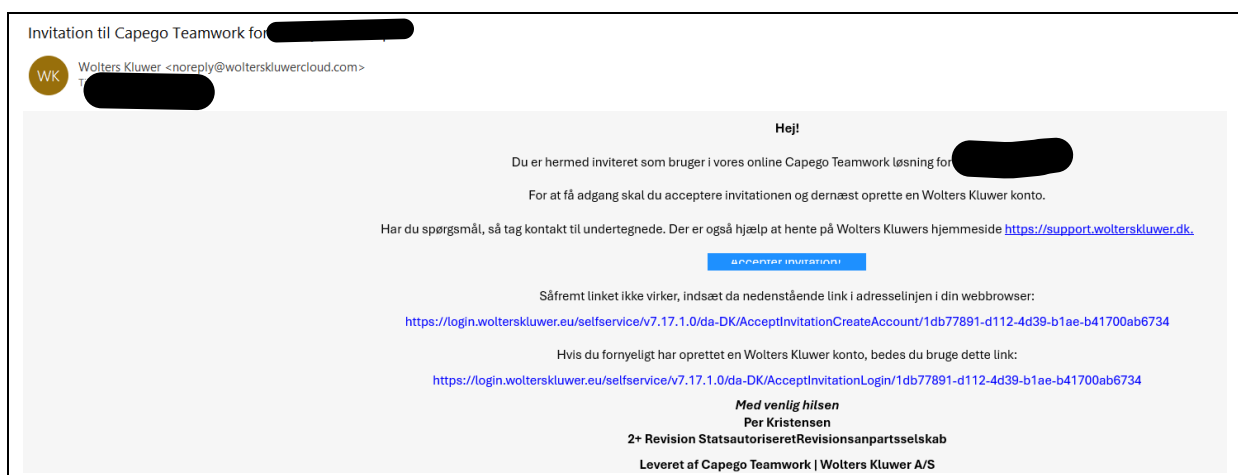 Invitation til Capego Teamwork for
WK
Wolters Kluwer <noreply@wolterskluwercloud.com>
Hej!
Du er hermed inviteret som bruger i vores online Capego Teamwork løsning for
For at få adgang skal du acceptere invitationen og dernæst oprette en Wolters Kluwer konto.
Har du spørgsmål, så tag kontakt til undertegnede. Der er også hjælp at hente på Wolters Kluwers hjemmeside https://support.wolterskluwer.dk.
Accepter invitation!
Såfremt linket ikke virker, indsæt da nedenstående link i adresselinjen i din webbrowser:
https://login.wolterskluwer.eu/selfservice/v7.17.1.0/da-DK/AcceptInvitationCreateAccount/1db77891-d112-4d39-b1ae-b41700ab6734
Hvis du fornyeligt har oprettet en Wolters Kluwer konto, bedes du bruge dette link:
https://login.wolterskluwer.eu/selfservice/v7.17.1.0/da-DK/AcceptInvitationLogin/1db77891-d112-4d39-b1ae-b41700ab6734
Med venlig hilsen
Per Kristensen
2+ Revision StatsautoriseretRevisionsanpartsselskab
Leveret af Capego Teamwork | Wolters Kluwer A/S